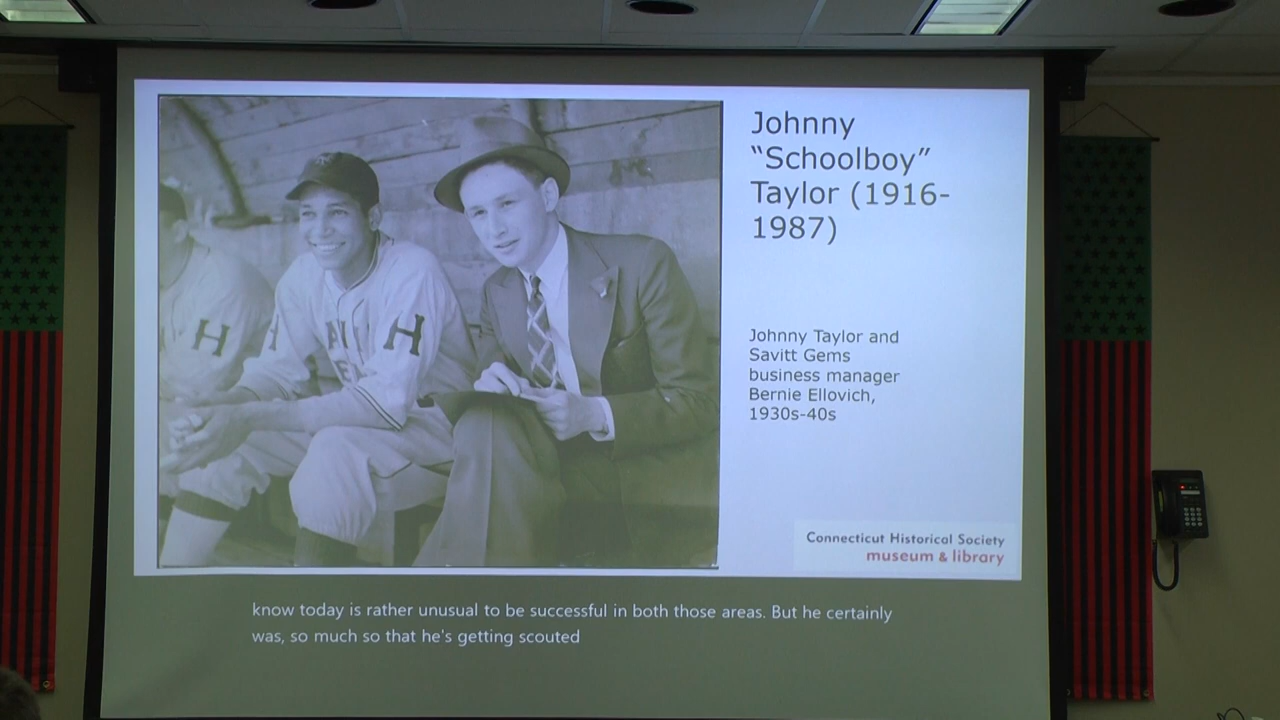 Johnny
“Schoolboy”
Taylor (1916-
1987)
Johnny Taylor and
Savitt Gems
business manager
Bernie Ellovich,
1930s-40s
H
H
Connecticut Historical Society
museum & library
know today is rather unusual to be successful in both those areas. But he certainly
was, so much so that he's getting scouted